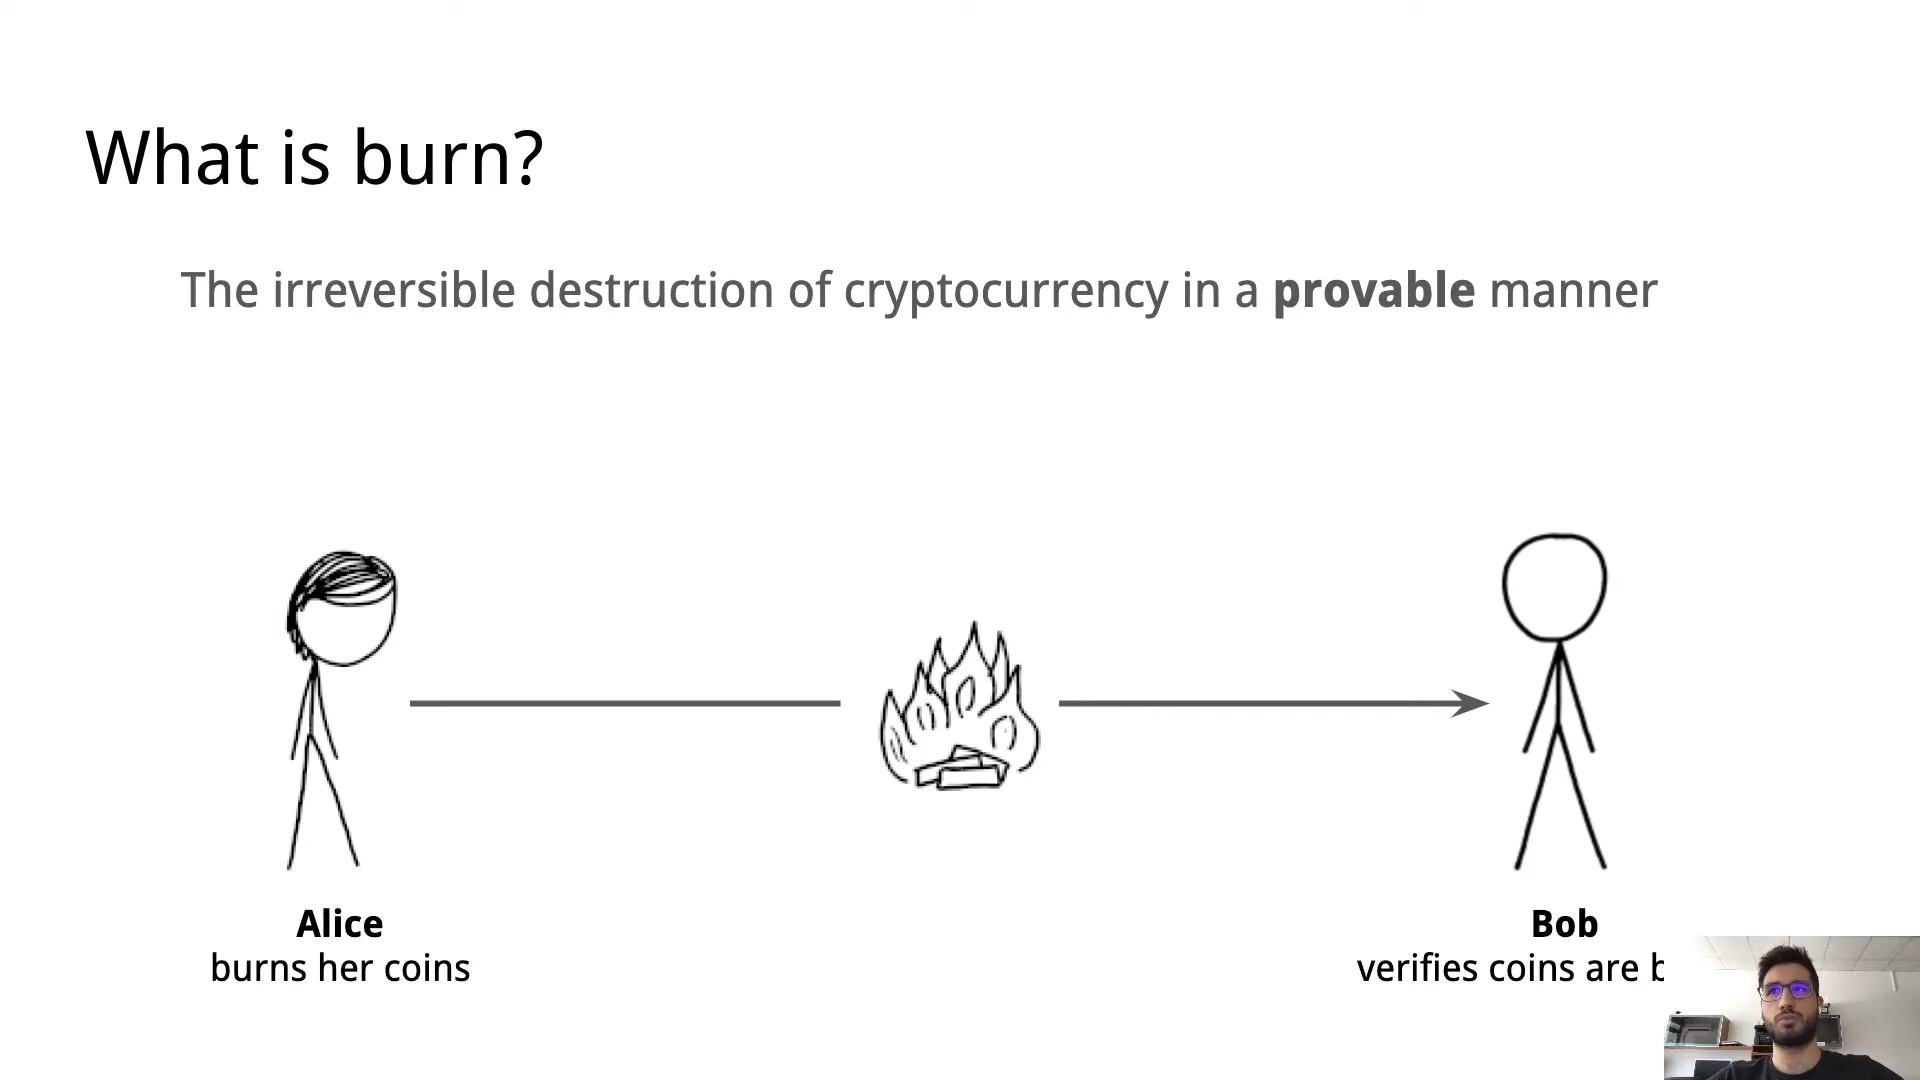 What is burn?
The irreversible destruction of cryptocurrency in a provable manner
Alice
burns her coins
Bob
verifies coins are